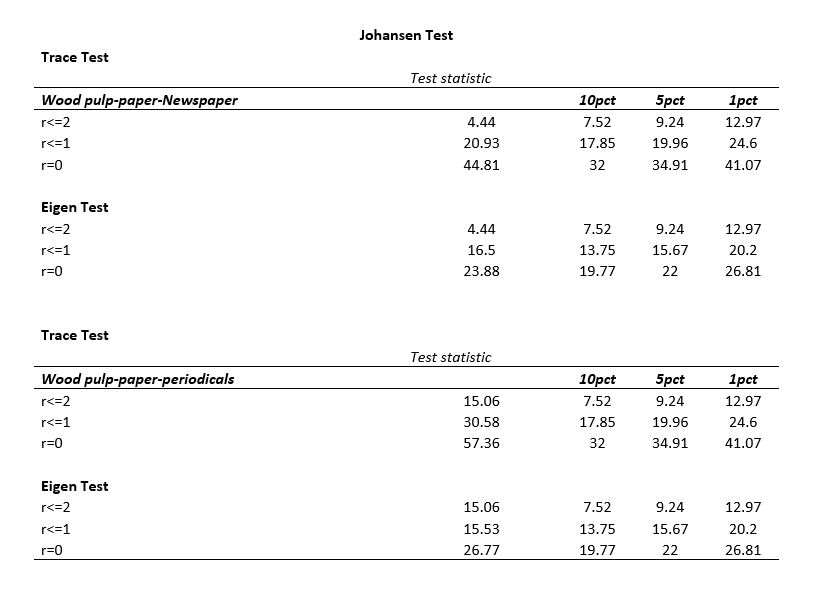 Johansen Test
Trace Test
Test statistic
Wood pulp-paper-Newspaper 10pct 5pct 1pct
r<=2 4.44 7.52 9.24 12.97
r<=1 20.93 17.85 19.96 24.6
r=0 44.81 32 34.91 41.07
Eigen Test
r<=2 4.44 7.52 9.24 12.97
r<=1 16.5 13.75 15.67 20.2
r=0 23.88 19.77 22 26.81
Trace Test
Test statistic
Wood pulp-paper-periodicals 10pct 5pct 1pct
r<=2 15.06 7.52 9.24 12.97
r<=1 30.58 17.85 19.96 24.6
r=0 57.36 32 34.91 41.07
Eigen Test
r<=2 15.06 7.52 9.24 12.97
r<=1 15.53 13.75 15.67 20.2
r=0 26.77 19.77 22 26.81